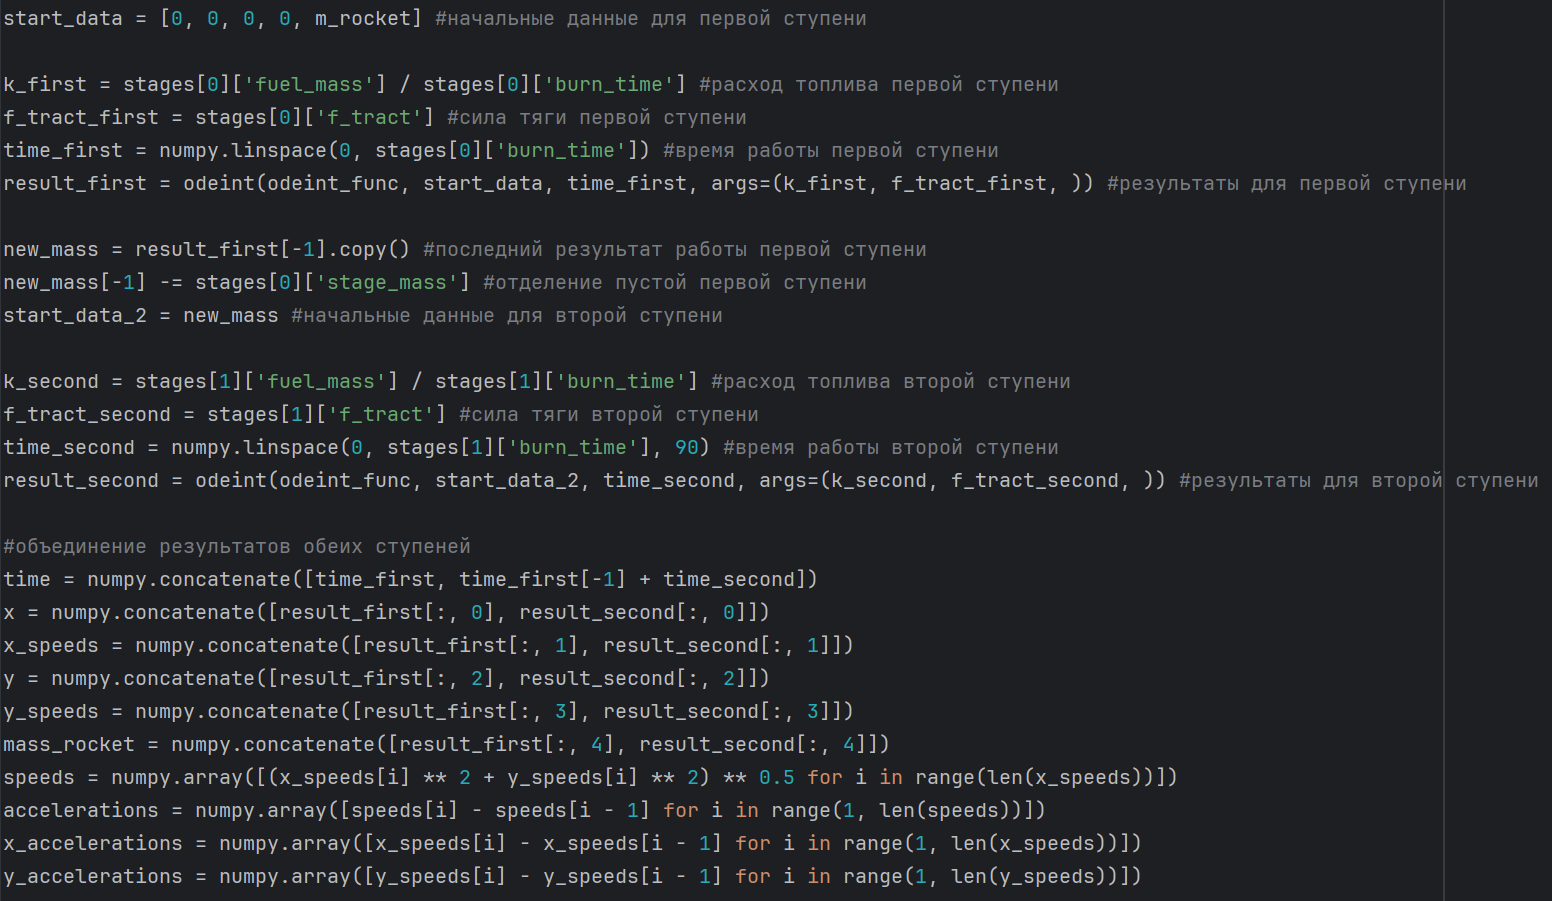 start_data = [0, 0, 0, 0, m_rocket] #начальные данные для первой ступени
k_first = stages[0]['fuel_mass'] / stages[0]['burn_time'] #расход топлива первой ступени
f_tract_first = stages[0]['f_tract'] #сила тяги первой ступени
time_first = numpy.linspace(0, stages[0]['burn_time']) #время работы первой ступени
result_first = odeint(odeint_func, start_data, time_first, args=(k_first, f_tract_first, )) #результаты для первой ступени
new_mass = result_first[-1].copy() #последний результат работы первой ступени
new_mass[-1] -= stages[0]['stage_mass'] #отделение пустой первой ступени
start_data_2 = new_mass #начальные данные для второй ступени
k_second = stages[1]['fuel_mass'] / stages[1]['burn_time'] #расход топлива второй ступени
f_tract_second = stages[1]['f_tract'] #сила тяги второй ступени
time_second = numpy.linspace(0, stages[1]['burn_time'], 90) #время работы второй ступени
result_second = odeint(odeint_func, start_data_2, time_second, args=(k_second, f_tract_second, )) #результаты для второй ступени
#объединение результатов обеих ступеней
time = numpy.concatenate([time_first, time_first[-1] + time_second])
x = numpy.concatenate([result_first[:, 0], result_second[:, 0]])
x_speeds = numpy.concatenate([result_first[:, 1], result_second[:, 1]])
y = numpy.concatenate([result_first[:, 2], result_second[:, 2]])
y_speeds = numpy.concatenate([result_first[:, 3], result_second[:, 3]])
mass_rocket = numpy.concatenate([result_first[:, 4], result_second[:, 4]])
speeds = numpy.array([(x_speeds[i] ** 2 + y_speeds[i] ** 2) ** 0.5 for i in range(len(x_speeds))])
accelerations = numpy.array([speeds[i] - speeds[i - 1] for i in range(1, len(speeds))])
x_accelerations = numpy.array([x_speeds[i] - x_speeds[i - 1] for i in range(1, len(x_speeds))])
y_accelerations = numpy.array([y_speeds[i] - y_speeds[i - 1] for i in range(1, len(y_speeds))])